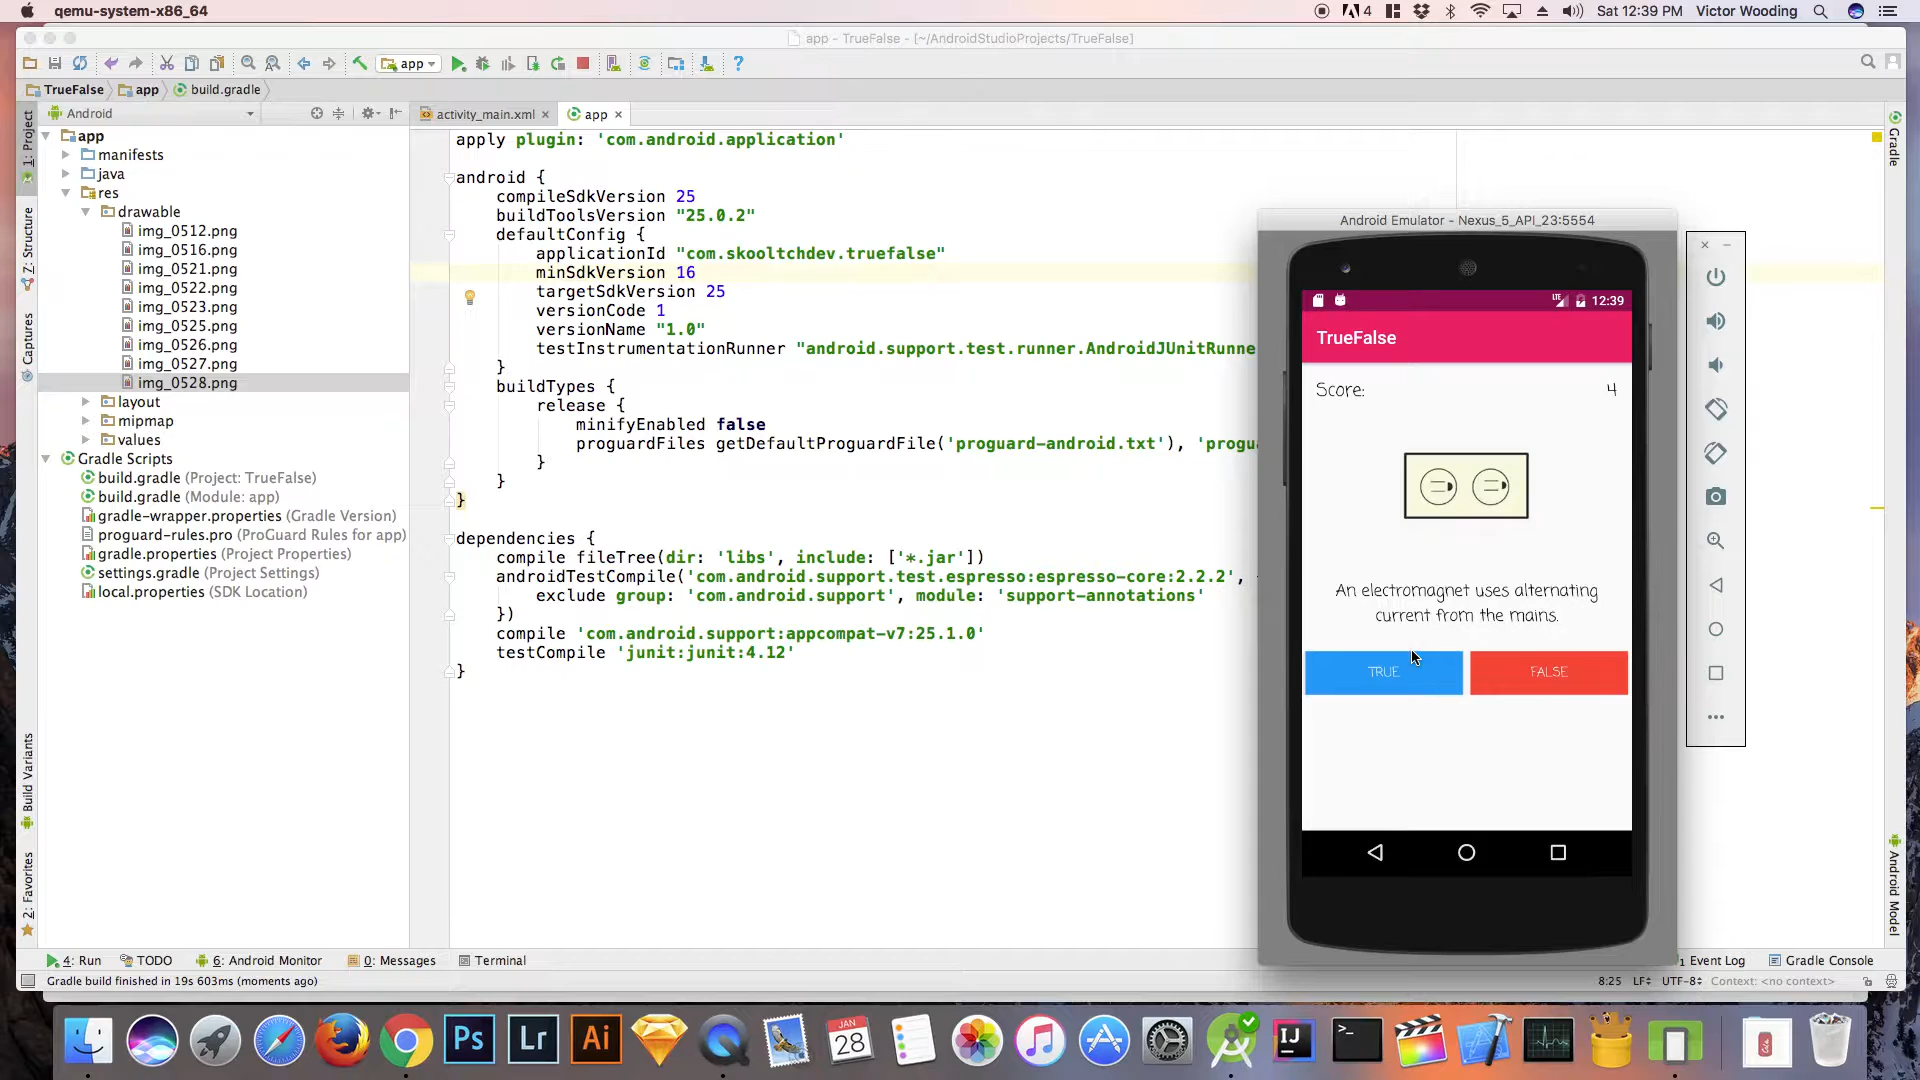 qemu-system-x86_64
4
Sat 12:39 PM
Victor Wooding
app - TrueFalse - [~/AndroidStudioProjects/TrueFalse]
app
TrueFalse
app
build.gradle
1: Project
Z: Structure
Captures
Build Variants
2: Favorites
Android
app
manifests
java
res
drawable
img_0512.png
img_0516.png
img_0521.png
img_0522.png
img_0523.png
img_0525.png
img_0526.png
img_0527.png
img_0528.png
layout
mipmap
values
Gradle Scripts
build.gradle (Project: TrueFalse)
build.gradle (Module: app)
gradle-wrapper.properties (Gradle Version)
proguard-rules.pro (ProGuard Rules for app)
gradle.properties (Project Properties)
settings.gradle (Project Settings)
local.properties (SDK Location)
activity_main.xml
app
apply plugin: 'com.android.application'
android {
compileSdkVersion 25
buildToolsVersion "25.0.2"
defaultConfig {
applicationId "com.skooltchdev.truefalse"
minSdkVersion 16
targetSdkVersion 25
versionCode 1
versionName "1.0"
testInstrumentationRunner "android.support.test.runner.AndroidJUnitRunne
}
buildTypes {
release {
minifyEnabled false
proguardFiles getDefaultProguardFile('proguard-android.txt'), 'progu
}
}
}
dependencies {
compile fileTree(dir: 'libs', include: ['*.jar'])
androidTestCompile('com.android.support.test.espresso:espresso-core:2.2.2',
exclude group: 'com.android.support', module: 'support-annotations'
})
compile 'com.android.support:appcompat-v7:25.1.0'
testCompile 'junit:junit:4.12'
}
Android Emulator - Nexus_5_API_23:5554
LTE
12:39
TrueFalse
Score:
4
An electromagnet uses alternating
current from the mains.
TRUE
FALSE
Gradle
Android Model
4: Run
TODO
6: Android Monitor
0: Messages
Terminal
1 Event Log
Gradle Console
Gradle build finished in 19s 603ms (moments ago)
8:25
LF
UTF-8
Context: <no context>
Ps
Lr
Ai
JAN
28
IJ
>_